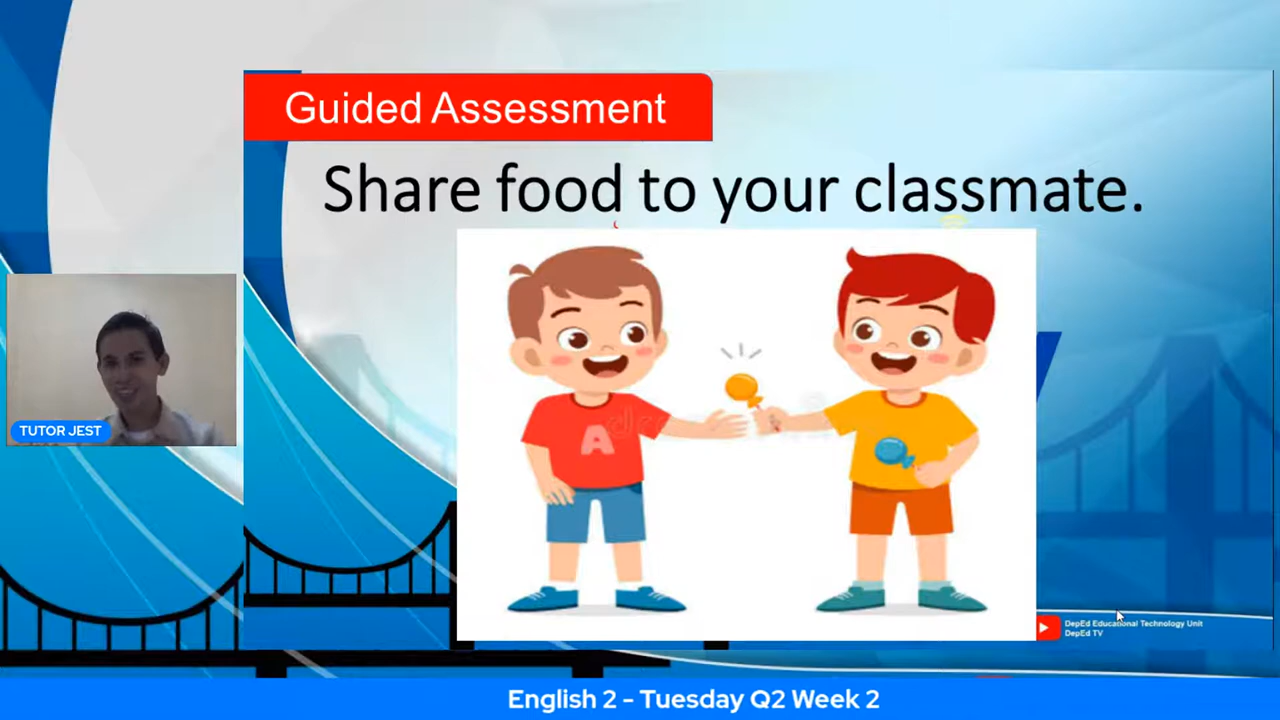 Guided Assessment
Share food to your classmate.
A
TUTOR JEST
DepEd Educational Technology Unit
DepEd TV
English 2 - Tuesday Q2 Week 2